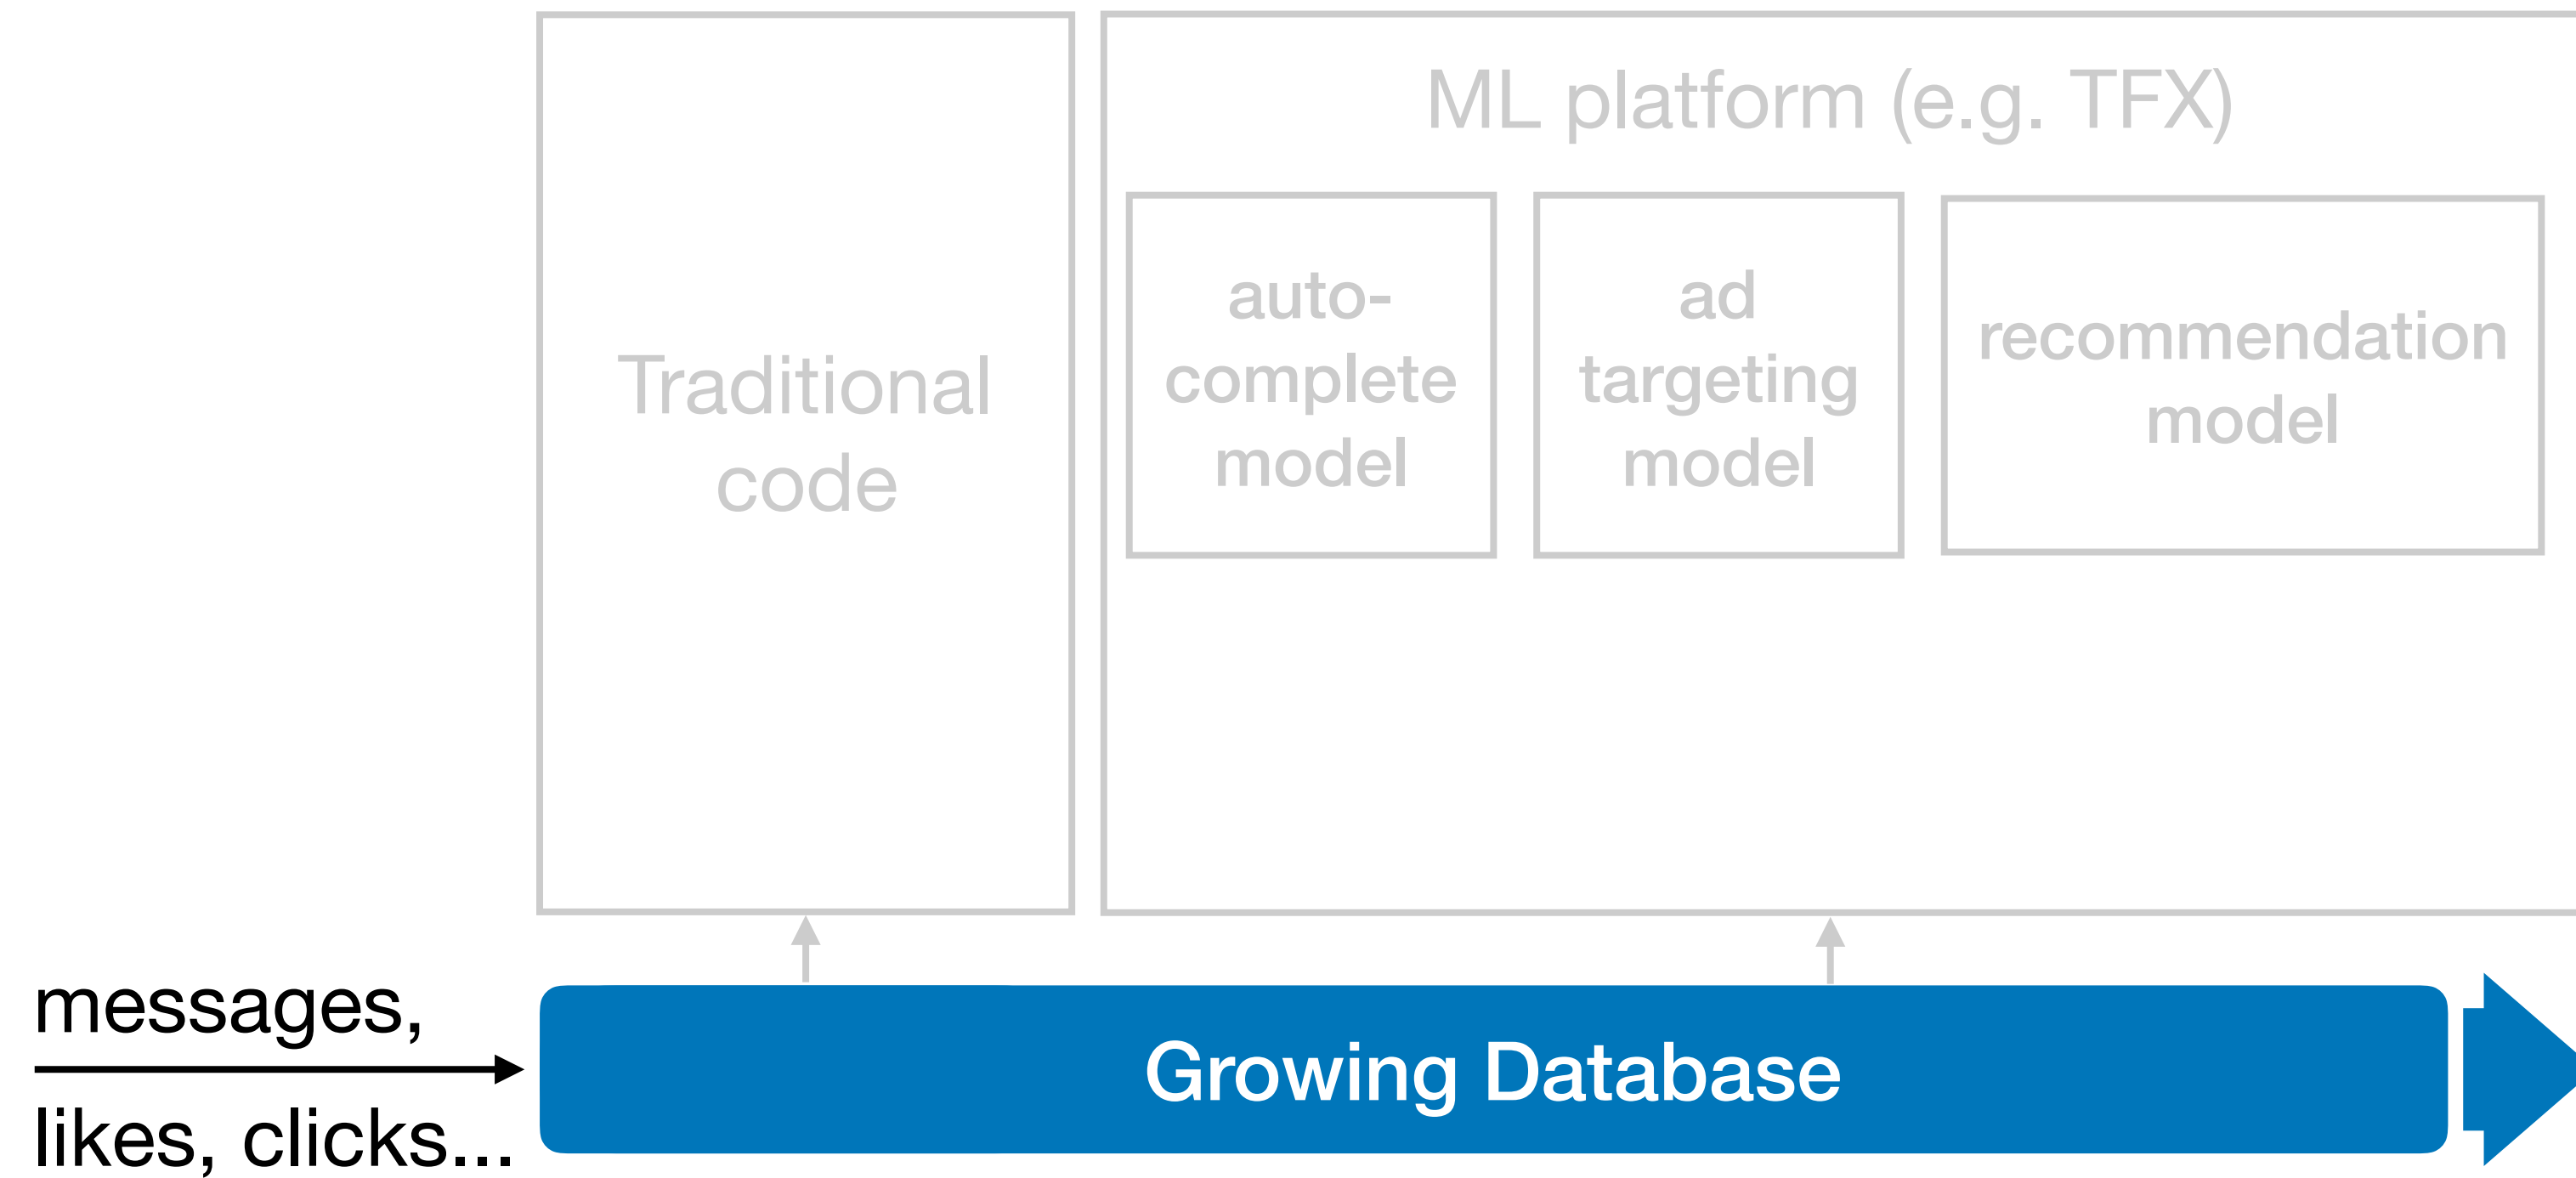 ML platform (e.g. TFX)
Traditional
code
auto-
complete
model
ad
targeting
model
recommendation
model
messages,
likes, clicks...
Growing Database